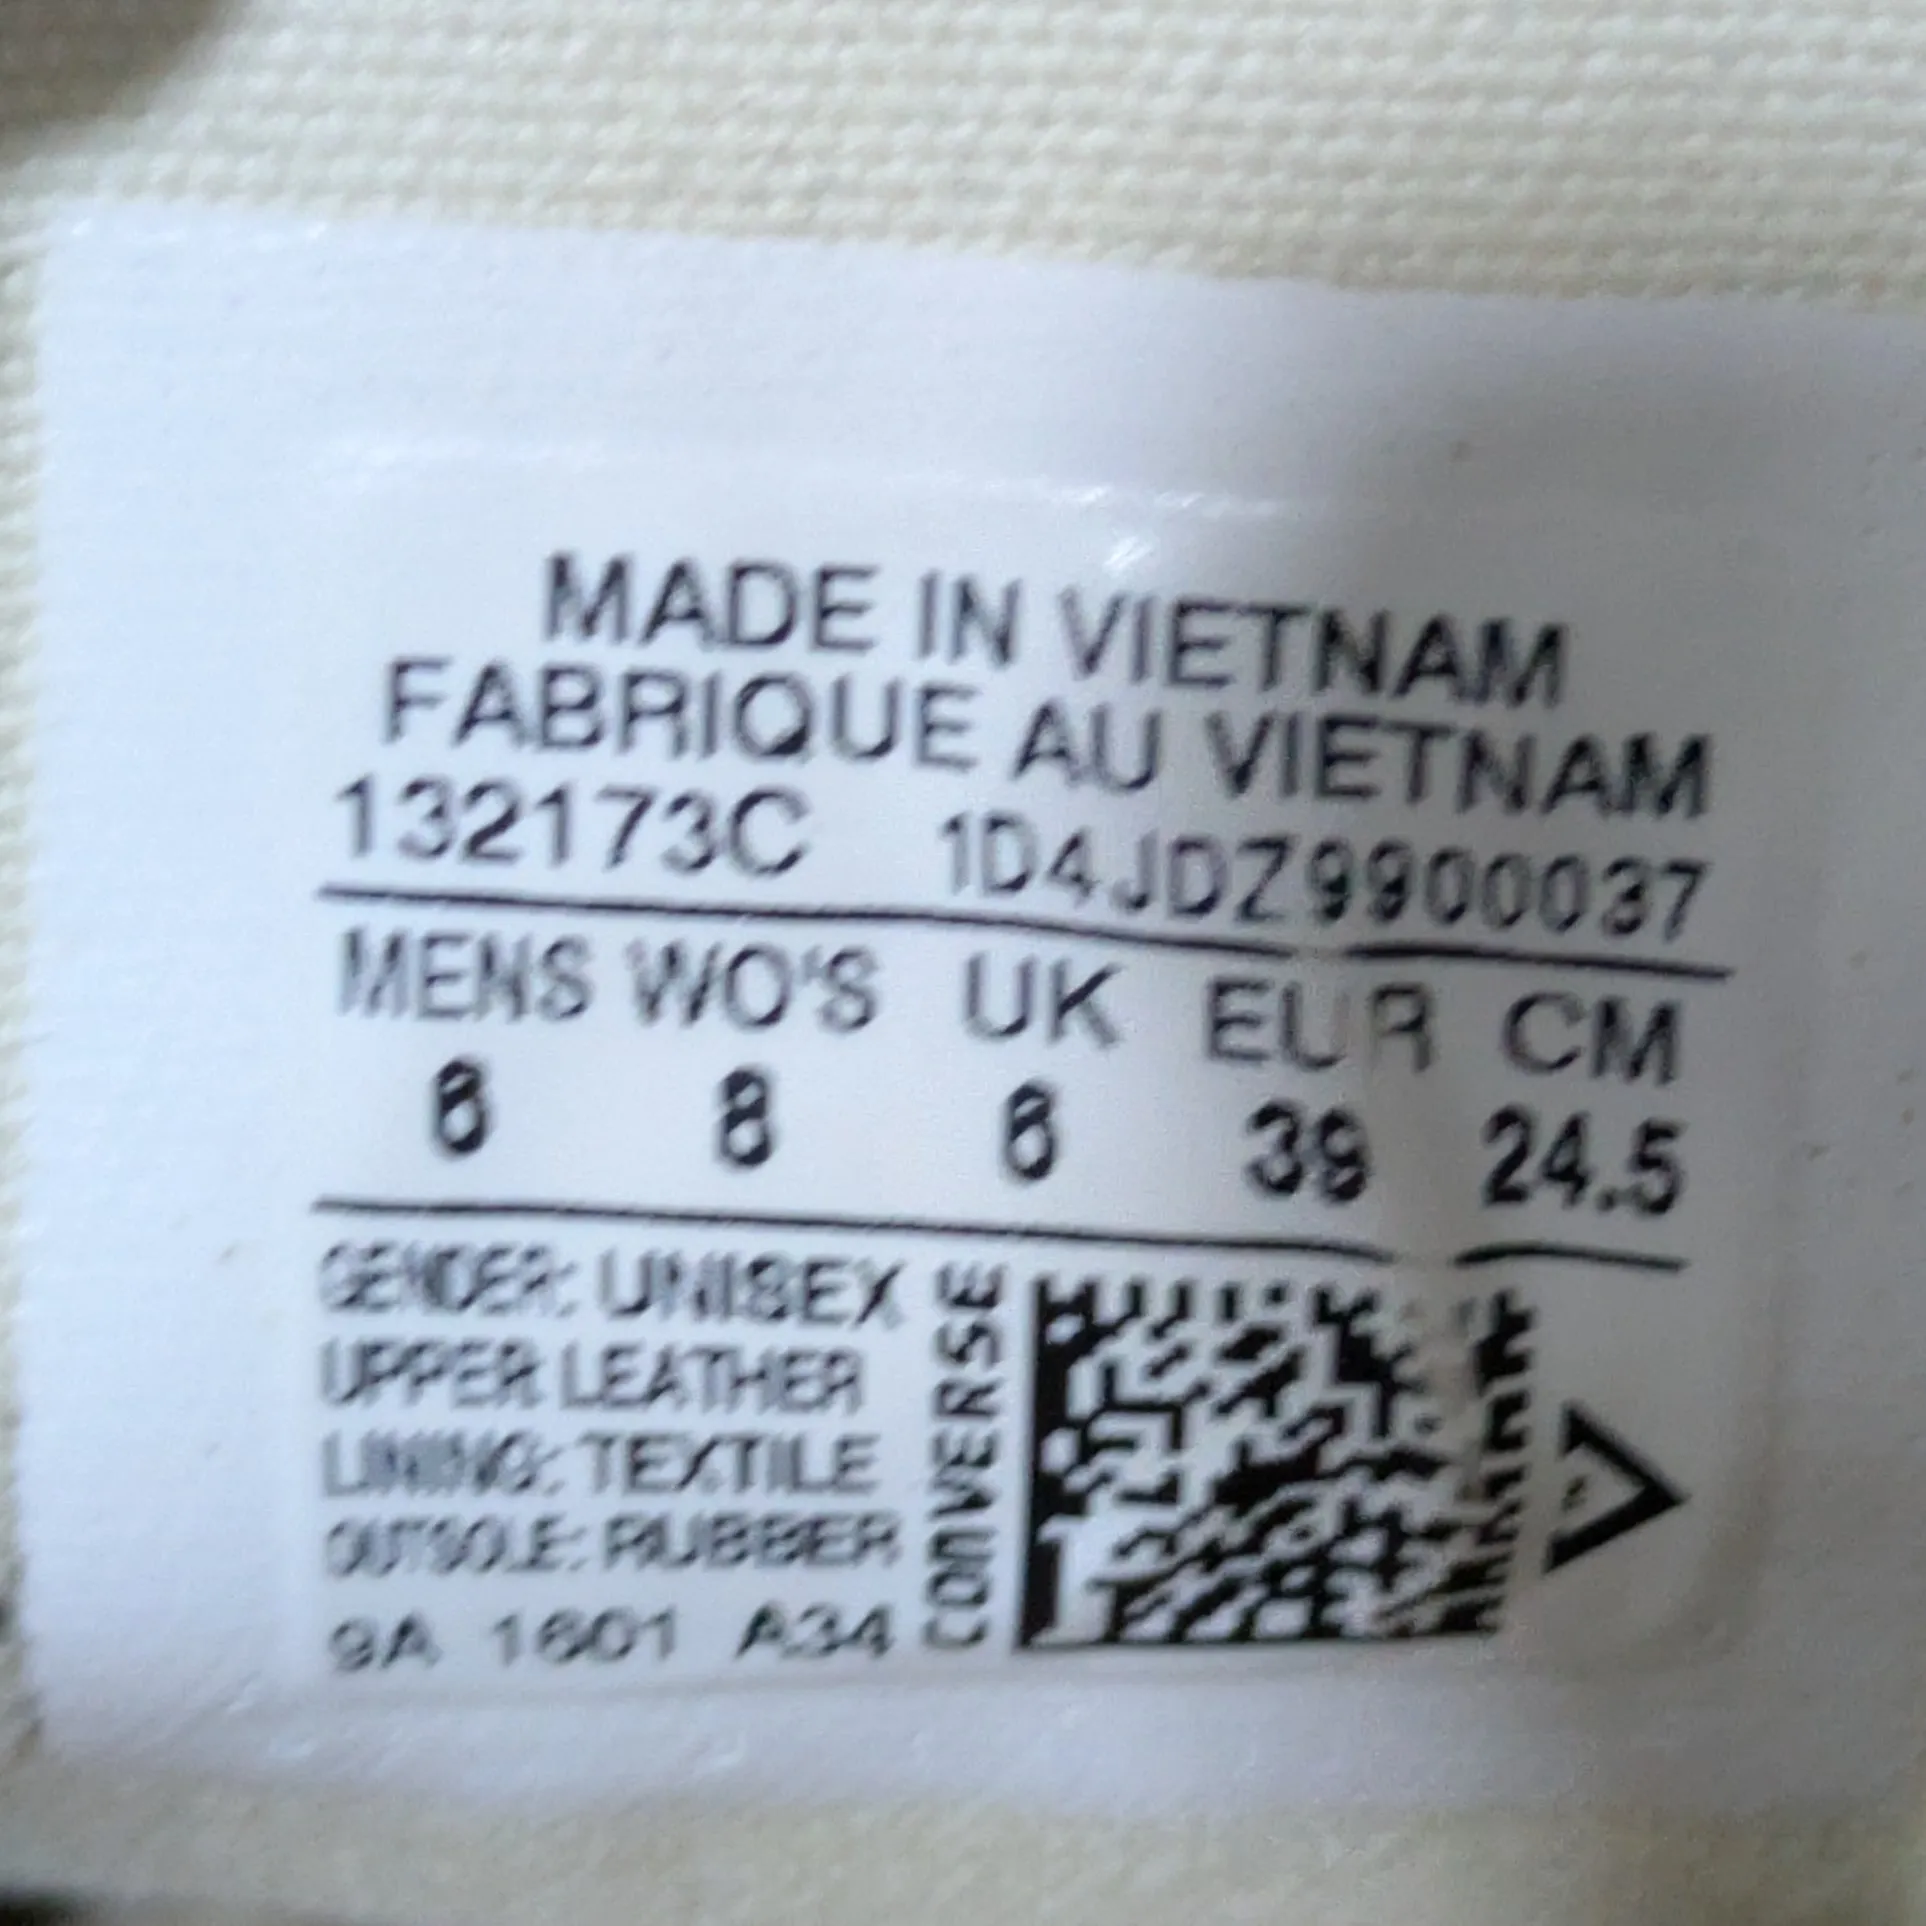 MADE IN VIETNAM
FABRIQUE AU VIETNAM
132173C 1D4JDZ9900037
MENS WO'S UK EUR CM
6 8 6 39 24.5
GENDER: UNISEX
UPPER LEATHER
LINING: TEXTILE
OUTSOLE: RUBBER
9A 1601 A34
CONVERSE